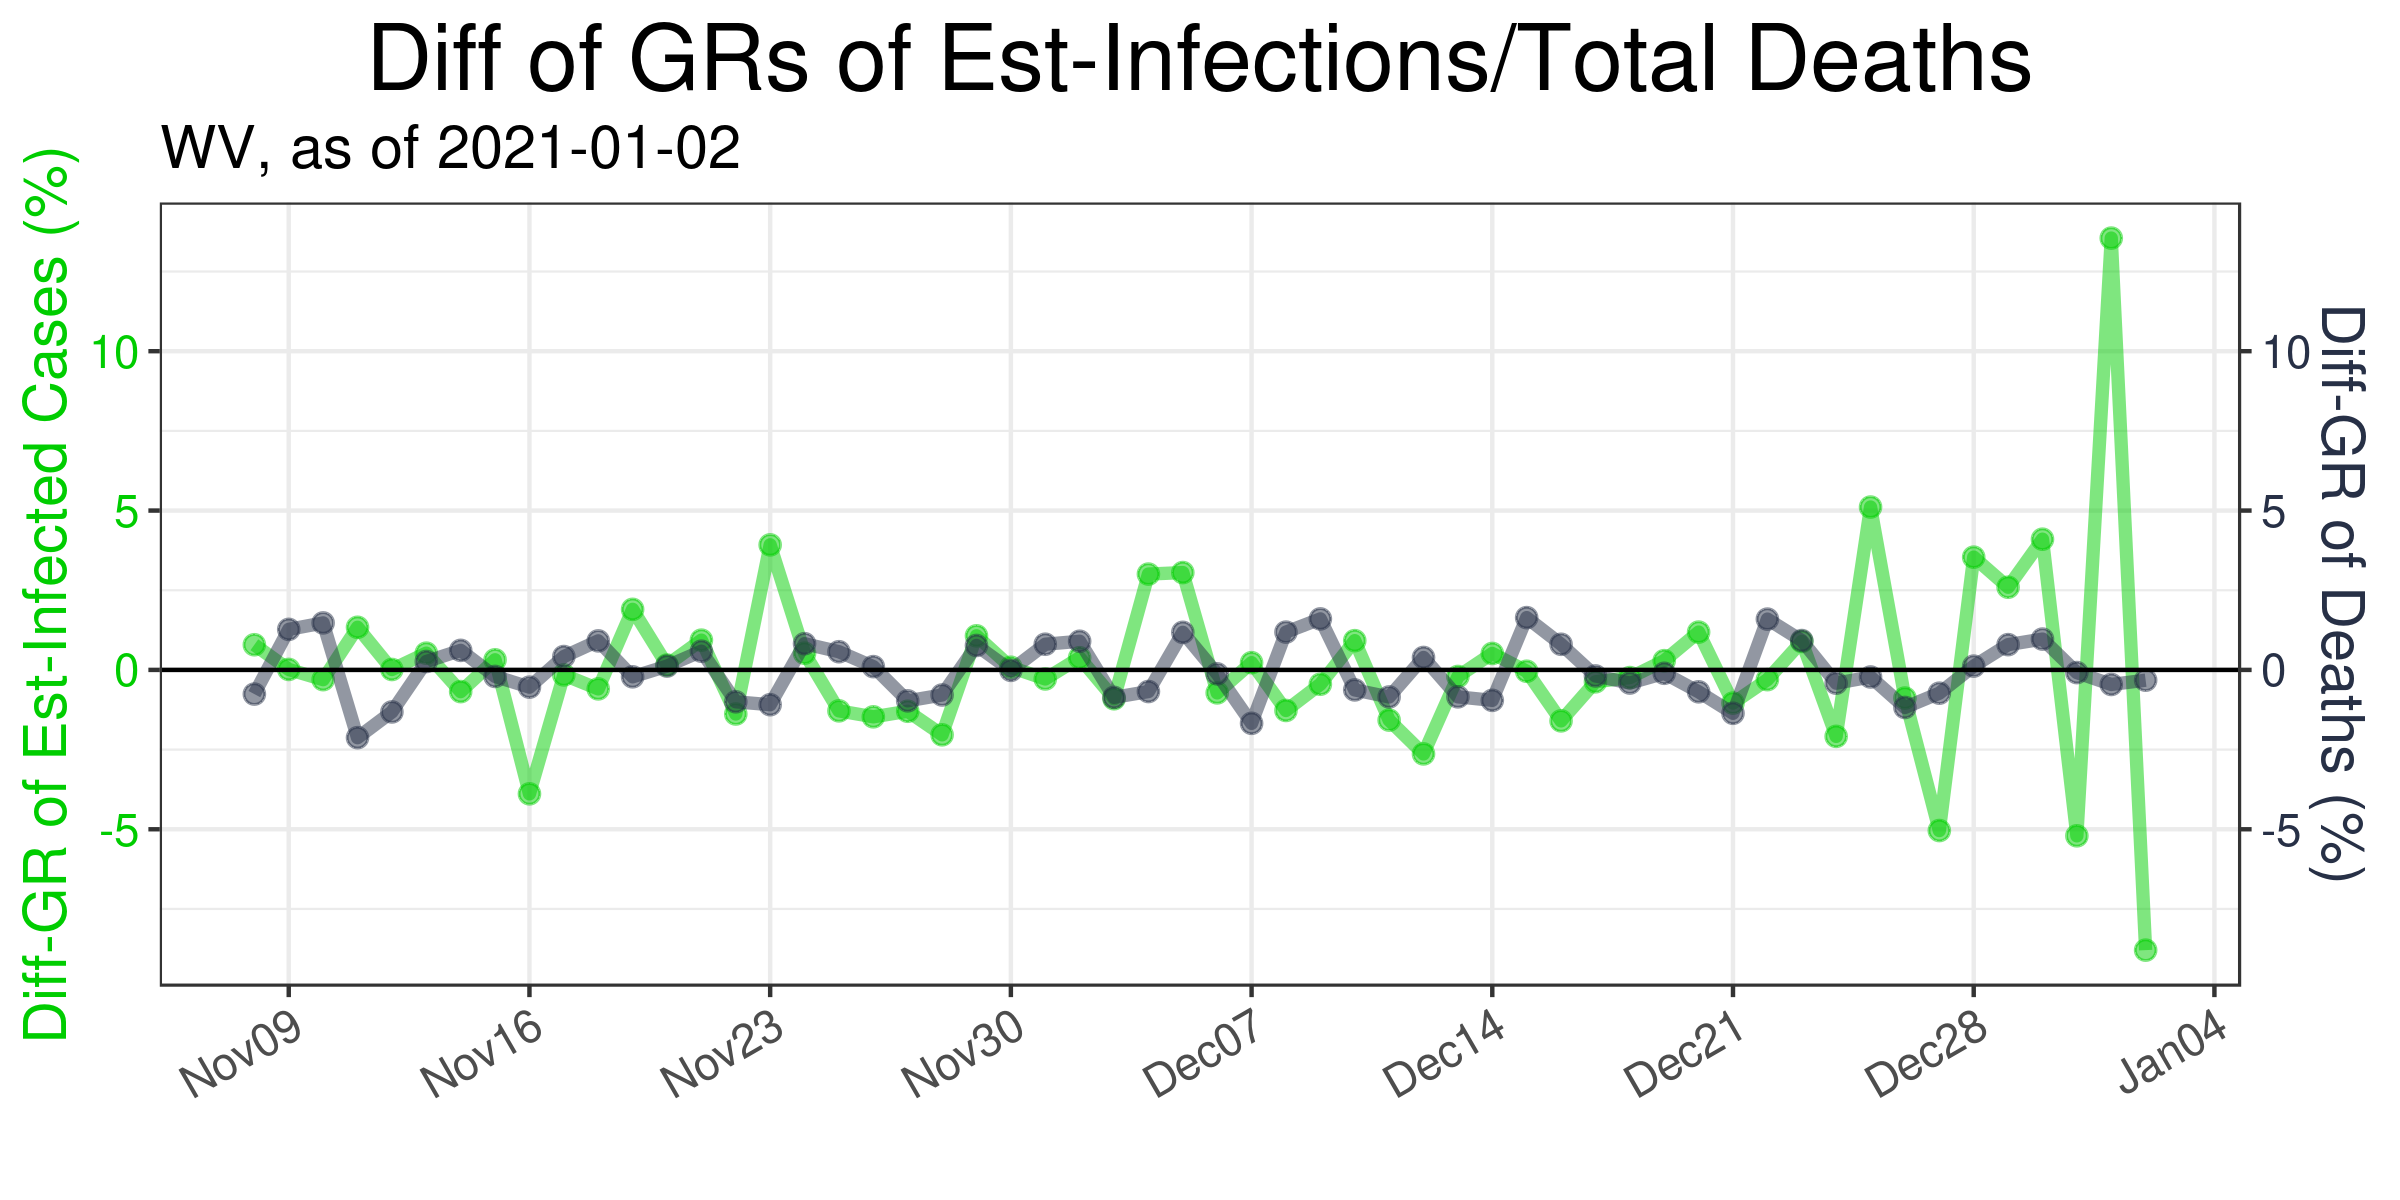 Diff of GRs of Est-Infections/Total Deaths
WV, as of 2021-01-02
Diff-GR of Est-Infected Cases (%)
10
5
0
-5
10
5
0
-5
Diff-GR of Deaths (%)
Nov09
Nov16
Nov23
Nov30
Dec07
Dec14
Dec21
Dec28
Jan04